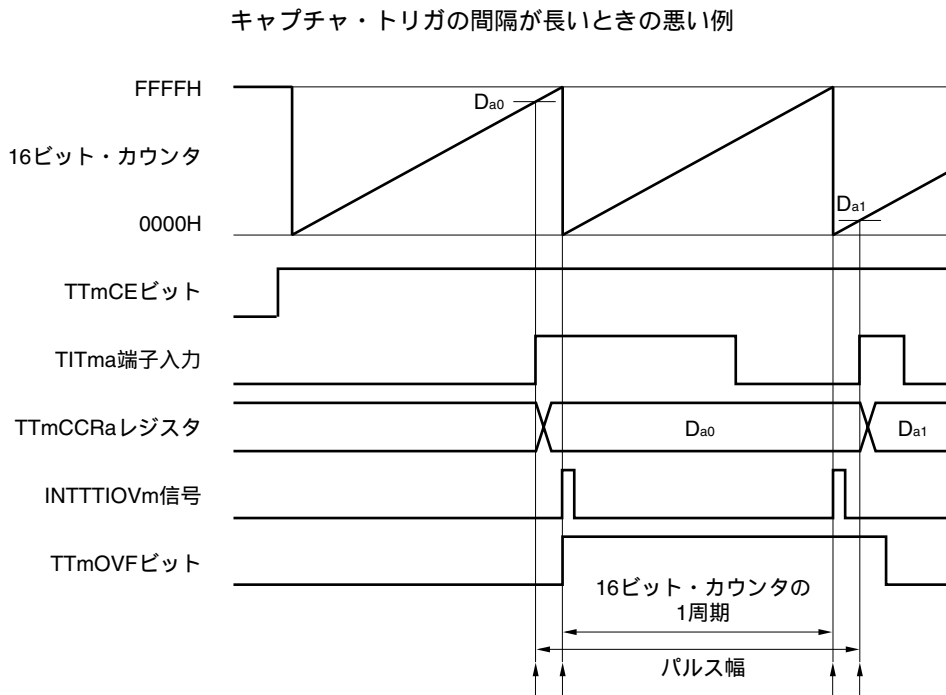 キャプチャ・トリガの間隔が長いときの悪い例
FFFFH
Da0
16ビット・カウンタ
Da1
0000H
TTmCEビット
TITma端子入力
TTmCCRaレジスタ
Da0
Da1
INTTTIOVm信号
TTmOVFビット
16ビット・カウンタの
1周期
パルス幅